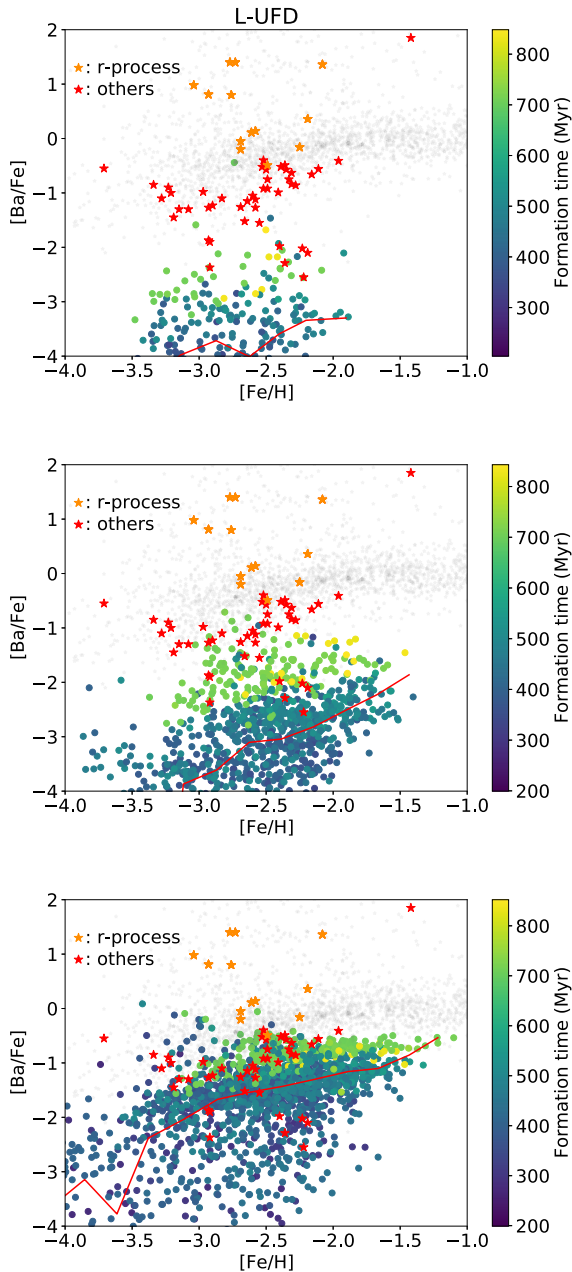 L-UFD
2
1
0
−1
−2
−3
−4
[Ba/Fe]
: r-process
: others
−4.0 −3.5 −3.0 −2.5 −2.0 −1.5 −1.0
[Fe/H]
800
700
600
500
400
300
Formation time (Myr)
2
1
0
−1
−2
−3
−4
[Ba/Fe]
: r-process
: others
−4.0 −3.5 −3.0 −2.5 −2.0 −1.5 −1.0
[Fe/H]
800
700
600
500
400
300
200
Formation time (Myr)
2
1
0
−1
−2
−3
−4
[Ba/Fe]
: r-process
: others
−4.0 −3.5 −3.0 −2.5 −2.0 −1.5 −1.0
[Fe/H]
800
700
600
500
400
300
200
Formation time (Myr)